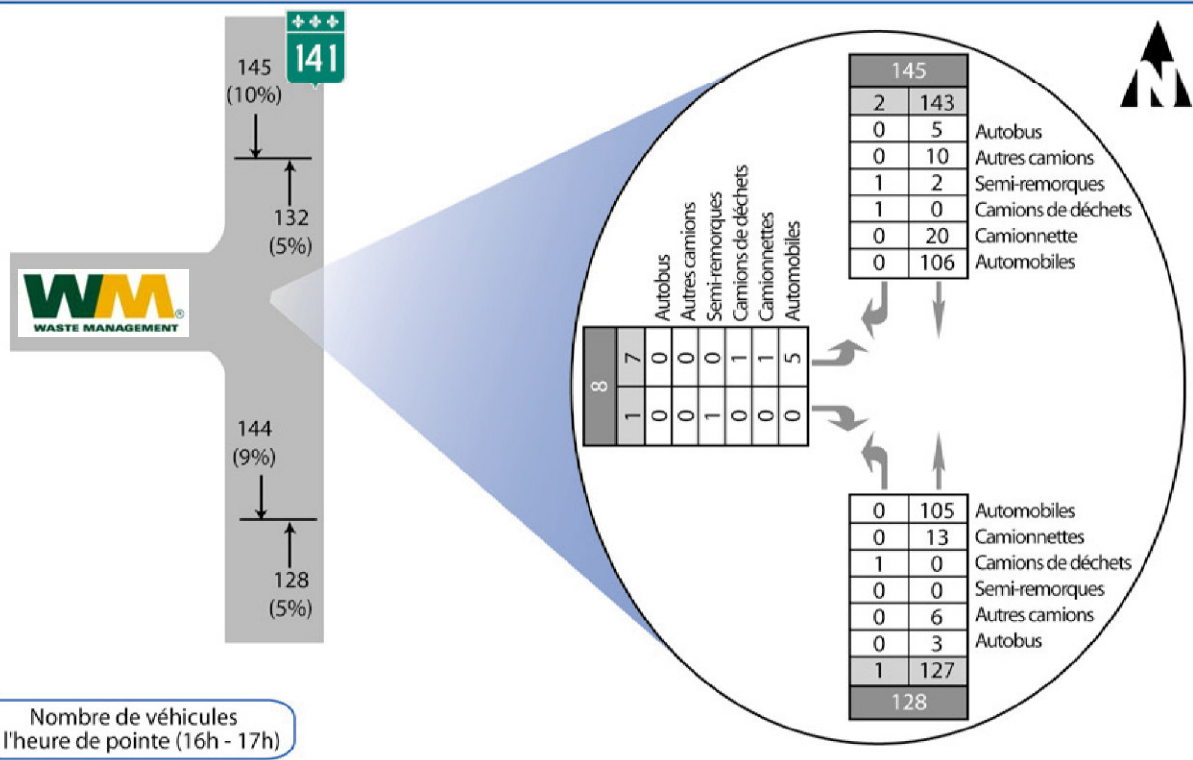 141
145
(10%)
132
(5%)
WM®
WASTE MANAGEMENT
144
(9%)
128
(5%)
Nombre de véhicules
l'heure de pointe (16h - 17h)
N
145
2 143
0 5 Autobus
0 10 Autres camions
1 2 Semi-remorques
1 0 Camions de déchets
0 20 Camionnette
0 106 Automobiles
Autobus
Autres camions
Semi-remorques
Camions de déchets
Camionnettes
Automobiles
8
7 0 0 0 1 1 5
1 0 0 1 0 0 0
0 105 Automobiles
0 13 Camionnettes
1 0 Camions de déchets
0 0 Semi-remorques
0 6 Autres camions
0 3 Autobus
1 127
128